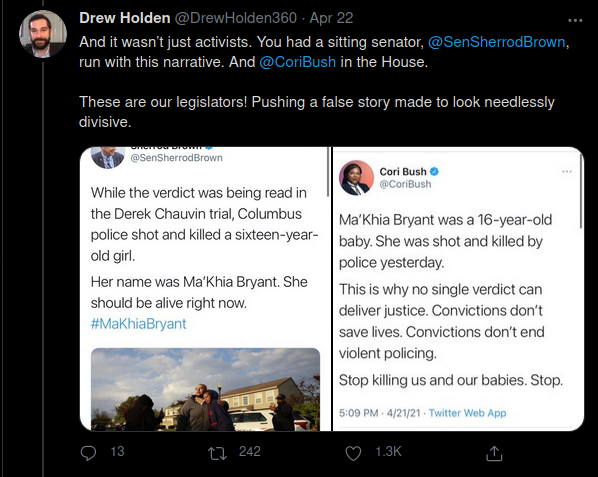 Drew Holden @DrewHolden360 · Apr 22
And it wasn't just activists. You had a sitting senator, @SenSherrodBrown,
run with this narrative. And @CoriBush in the House.
These are our legislators! Pushing a false story made to look needlessly
divisive.
Sherrod Brown
@SenSherrodBrown
While the verdict was being read in
the Derek Chauvin trial, Columbus
police shot and killed a sixteen-year-
old girl.
Her name was Ma'Khia Bryant. She
should be alive right now.
#MaKhiaBryant
Cori Bush
@CoriBush
Ma'Khia Bryant was a 16-year-old
baby. She was shot and killed by
police yesterday.
This is why no single verdict can
deliver justice. Convictions don't
save lives. Convictions don't end
violent policing.
Stop killing us and our babies. Stop.
5:09 PM · 4/21/21 · Twitter Web App
13 242 1.3K